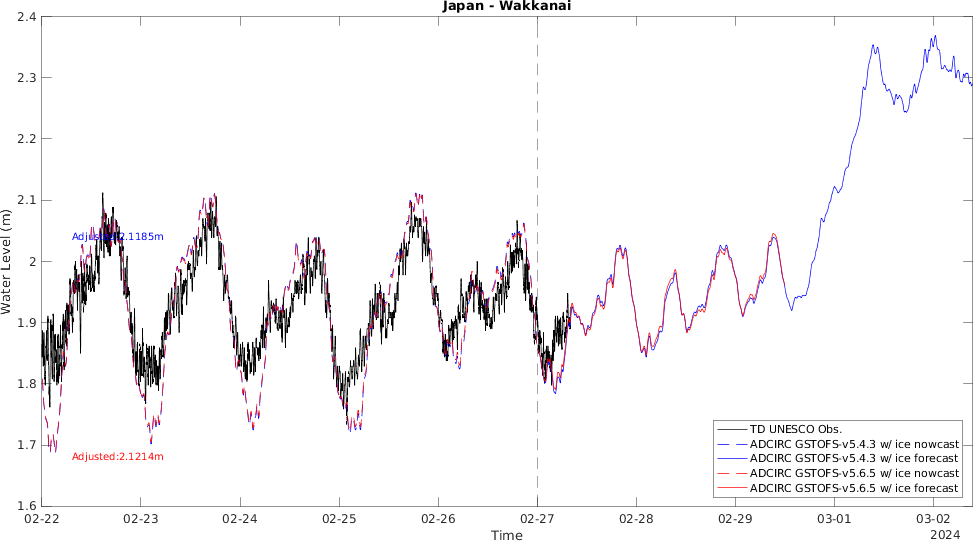 Japan - Wakkanai
2.4
2.3
2.2
2.1
2
1.9
1.8
1.7
1.6
Water Level (m)
Adjusted:2.1185m
Adjusted:2.1214m
TD UNESCO Obs.
ADCIRC GSTOFS-v5.4.3 w/ ice nowcast
ADCIRC GSTOFS-v5.4.3 w/ ice forecast
ADCIRC GSTOFS-v5.6.5 w/ ice nowcast
ADCIRC GSTOFS-v5.6.5 w/ ice forecast
02-22 02-23 02-24 02-25 02-26 02-27 02-28 02-29 03-01 03-02
Time
2024